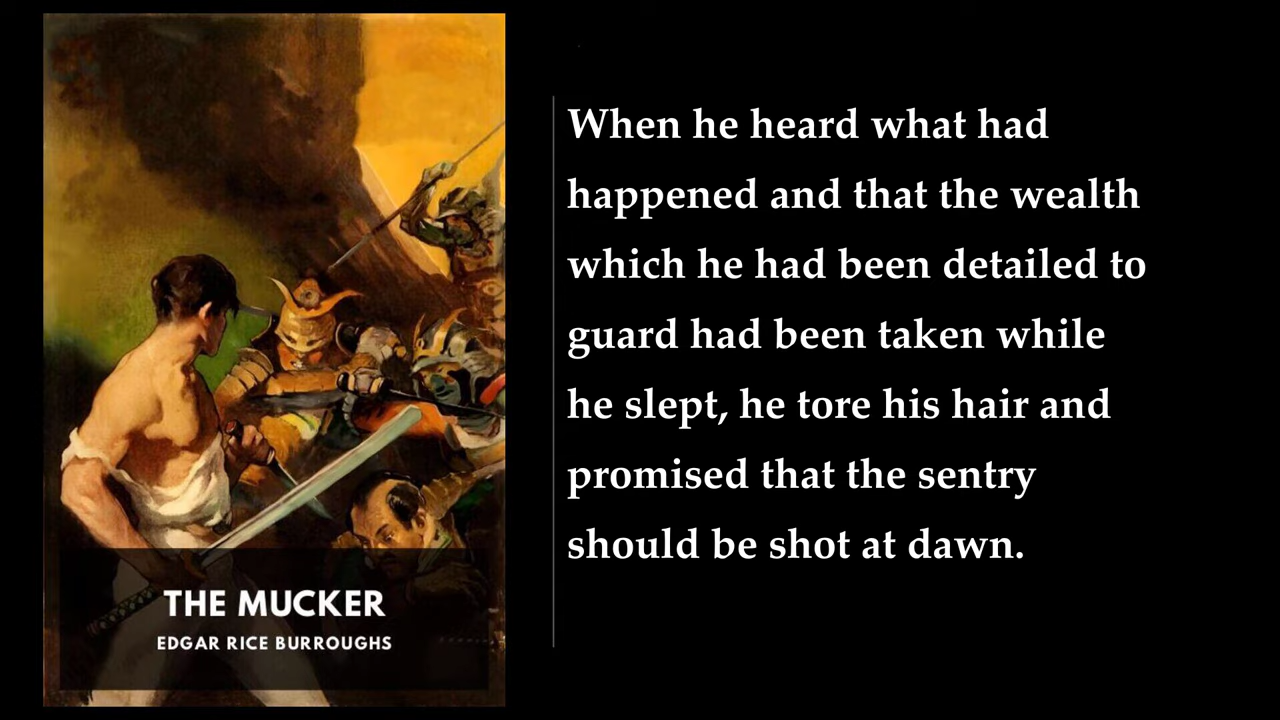 When he heard what had
happened and that the wealth
which he had been detailed to
guard had been taken while
he slept, he tore his hair and
promised that the sentry
should be shot at dawn.
THE MUCKER
EDGAR RICE BURROUGHS